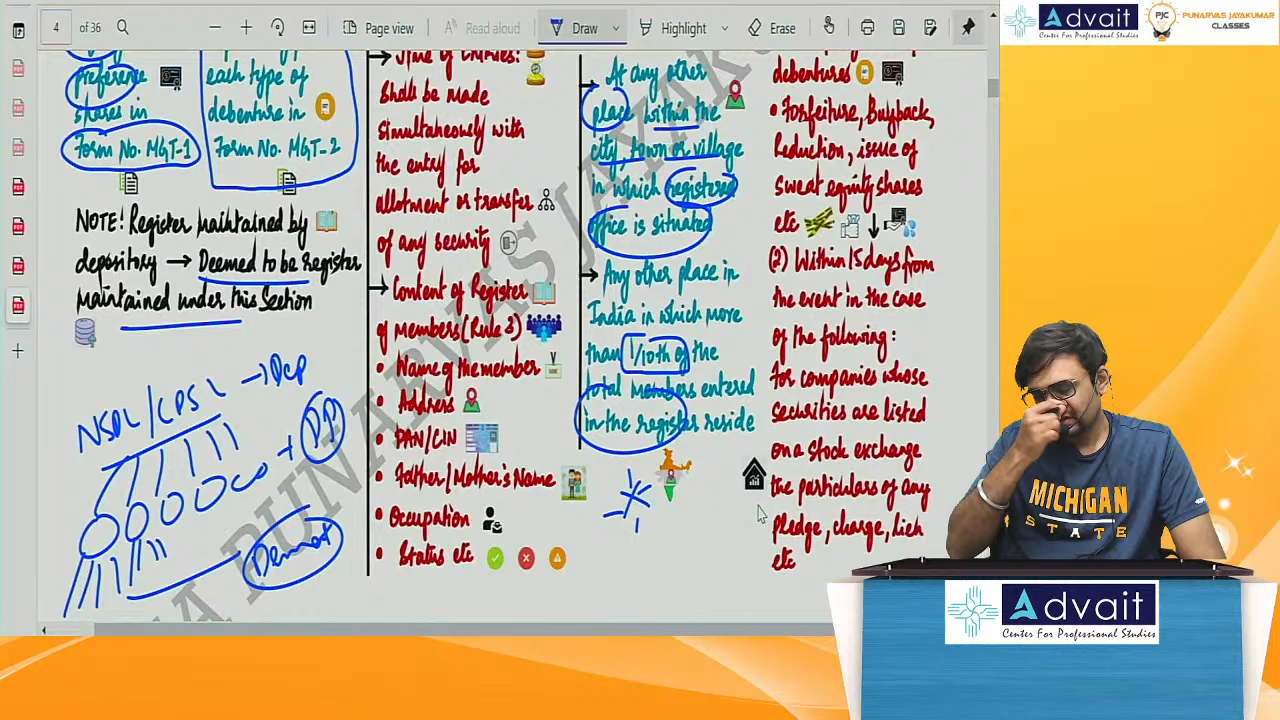 4 of 36
Page view
Read aloud
Draw
Highlight
Erase
Advait
Center For Professional Studies
PJC
PUNARVAS JAYAKUMAR
CLASSES
preference
shares in
Form No. MGT-1
each type of
debenture in
Form No. MGT-2
NOTE! Register maintained by
depository → Deemed to be register
maintained under this Section
NSDL/CDSL → Dep
+ DP
Demat
→ Time of Entries:
Shall be made
simultaneously with
the entry for
allotment or transfer
of any security
→ Content of Register
of members (Rule 3)
• Name of the member
• Address
• PAN/CIN
• Father/Mother's Name
• Occupation
• Status etc
→ At any other
place within the
city, town or village
in which registered
office is situated
→ Any other place in
India in which more
than 1/10th of the
total members entered
in the register reside
debentures
• Forfeiture, Buyback,
Reduction, issue of
sweat equity shares
etc
(2) Within 15 days from
the event in the case
of the following:
For companies whose
securities are listed
on a stock exchange
the particulars of any
pledge, charge, lien
etc
MICHIGAN
STATE
Advait
Center For Professional Studies